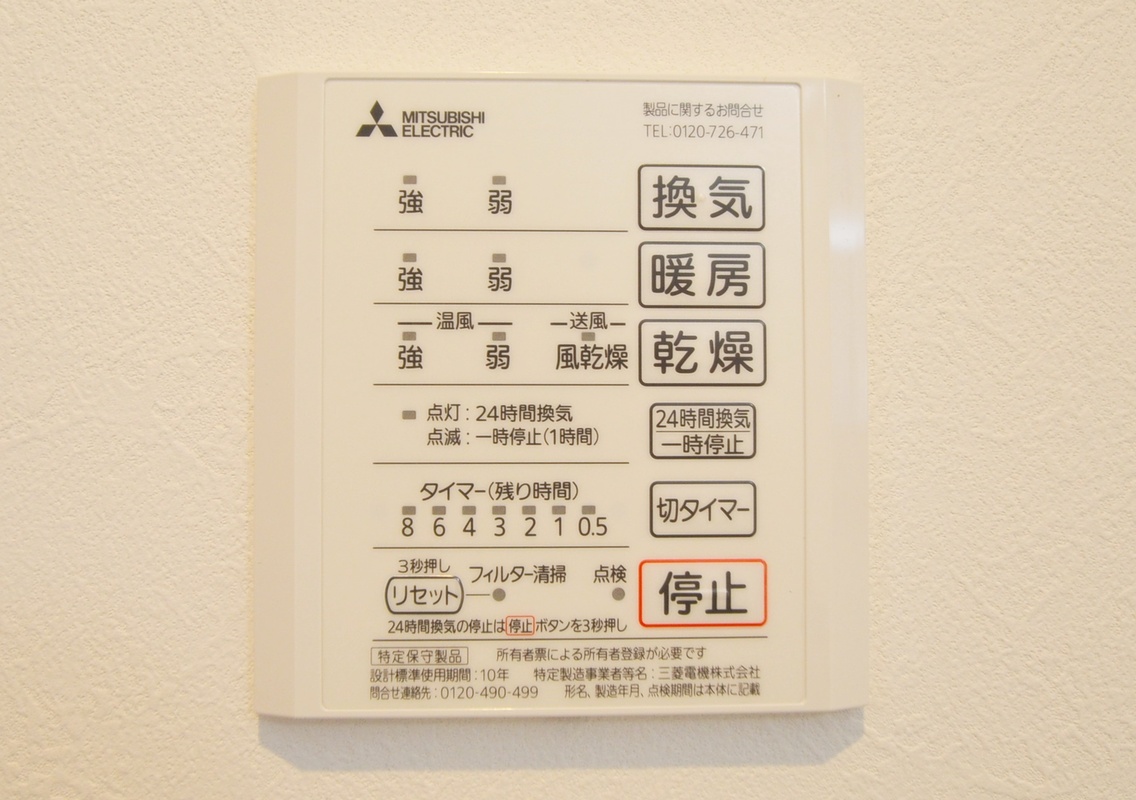 MITSUBISHI
ELECTRIC
製品に関するお問合せ
TEL:0120-726-471
強 弱 換気
強 弱 暖房
温風 送風
強 弱 風乾燥 乾燥
点灯:24時間換気
点滅:一時停止(1時間)
24時間換気
一時停止
タイマー(残り時間)
8 6 4 3 2 1 0.5
切タイマー
3秒押し
リセット フィルター清掃 点検
停止
24時間換気の停止は停止ボタンを3秒押し
特定保守製品 所有者票による所有者登録が必要です
設計標準使用期間:10年 特定製造事業者等名:三菱電機株式会社
問合せ連絡先:0120-490-499 形名、製造年月、点検期間は本体に記載